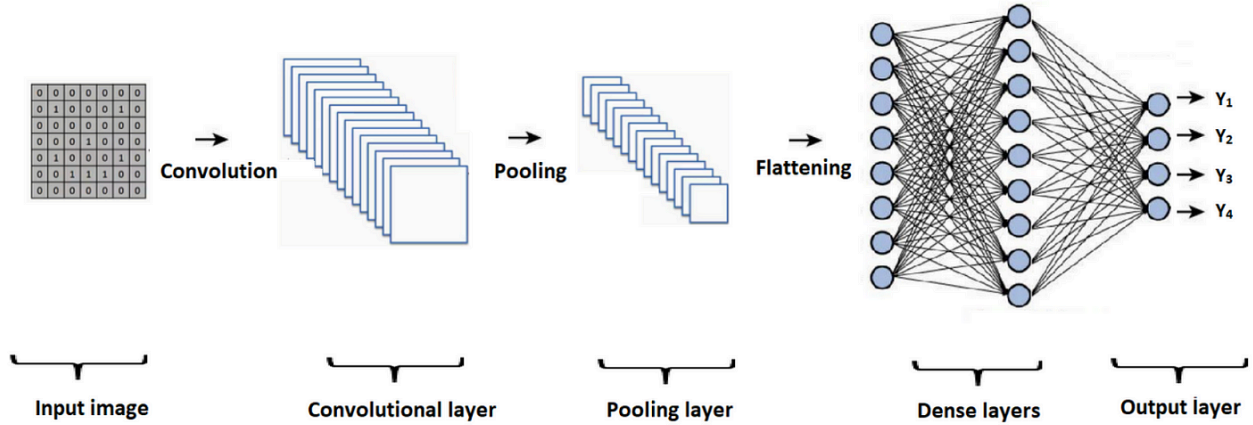 0 0 0 0 0 0 0
0 1 0 0 0 1 0
0 0 0 0 0 0 0
0 0 0 1 0 0 0
0 1 0 0 0 1 0
0 0 1 1 1 0 0
0 0 0 0 0 0 0
Convolution
Pooling
Flattening
Y1
Y2
Y3
Y4
Input image
Convolutional layer
Pooling layer
Dense layers
Output layer